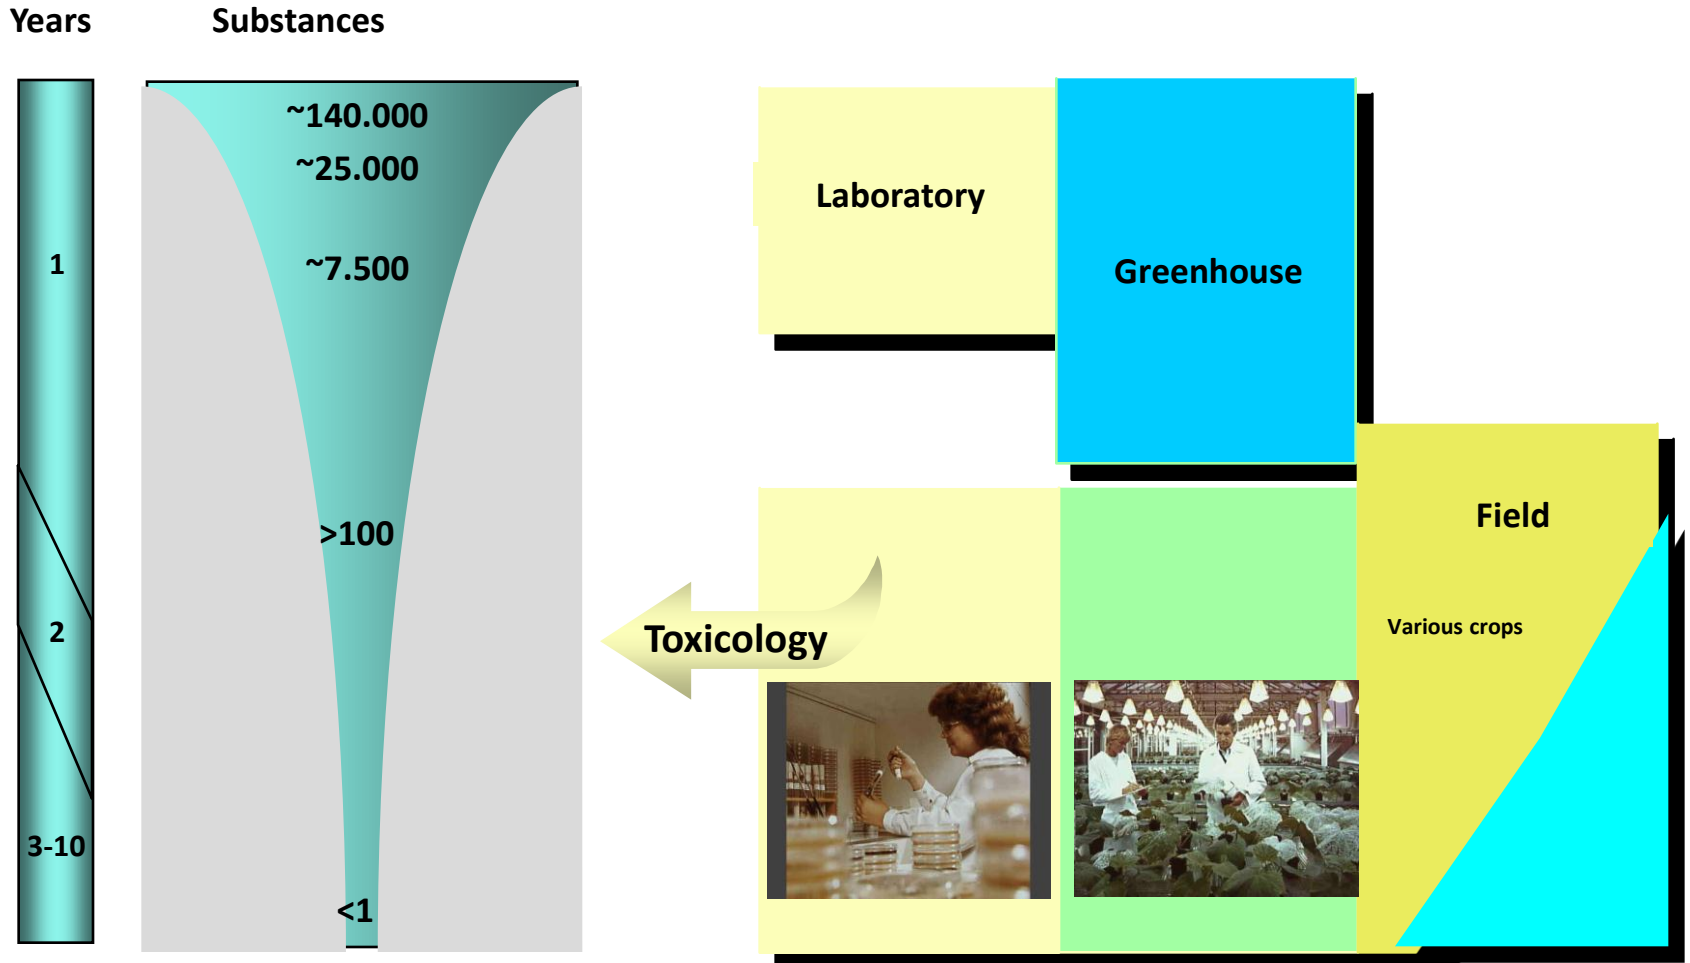 Years
Substances
~140.000
~25.000
~7.500
>100
<1
1
2
3-10
Laboratory
Greenhouse
Field
Various crops
Toxicology